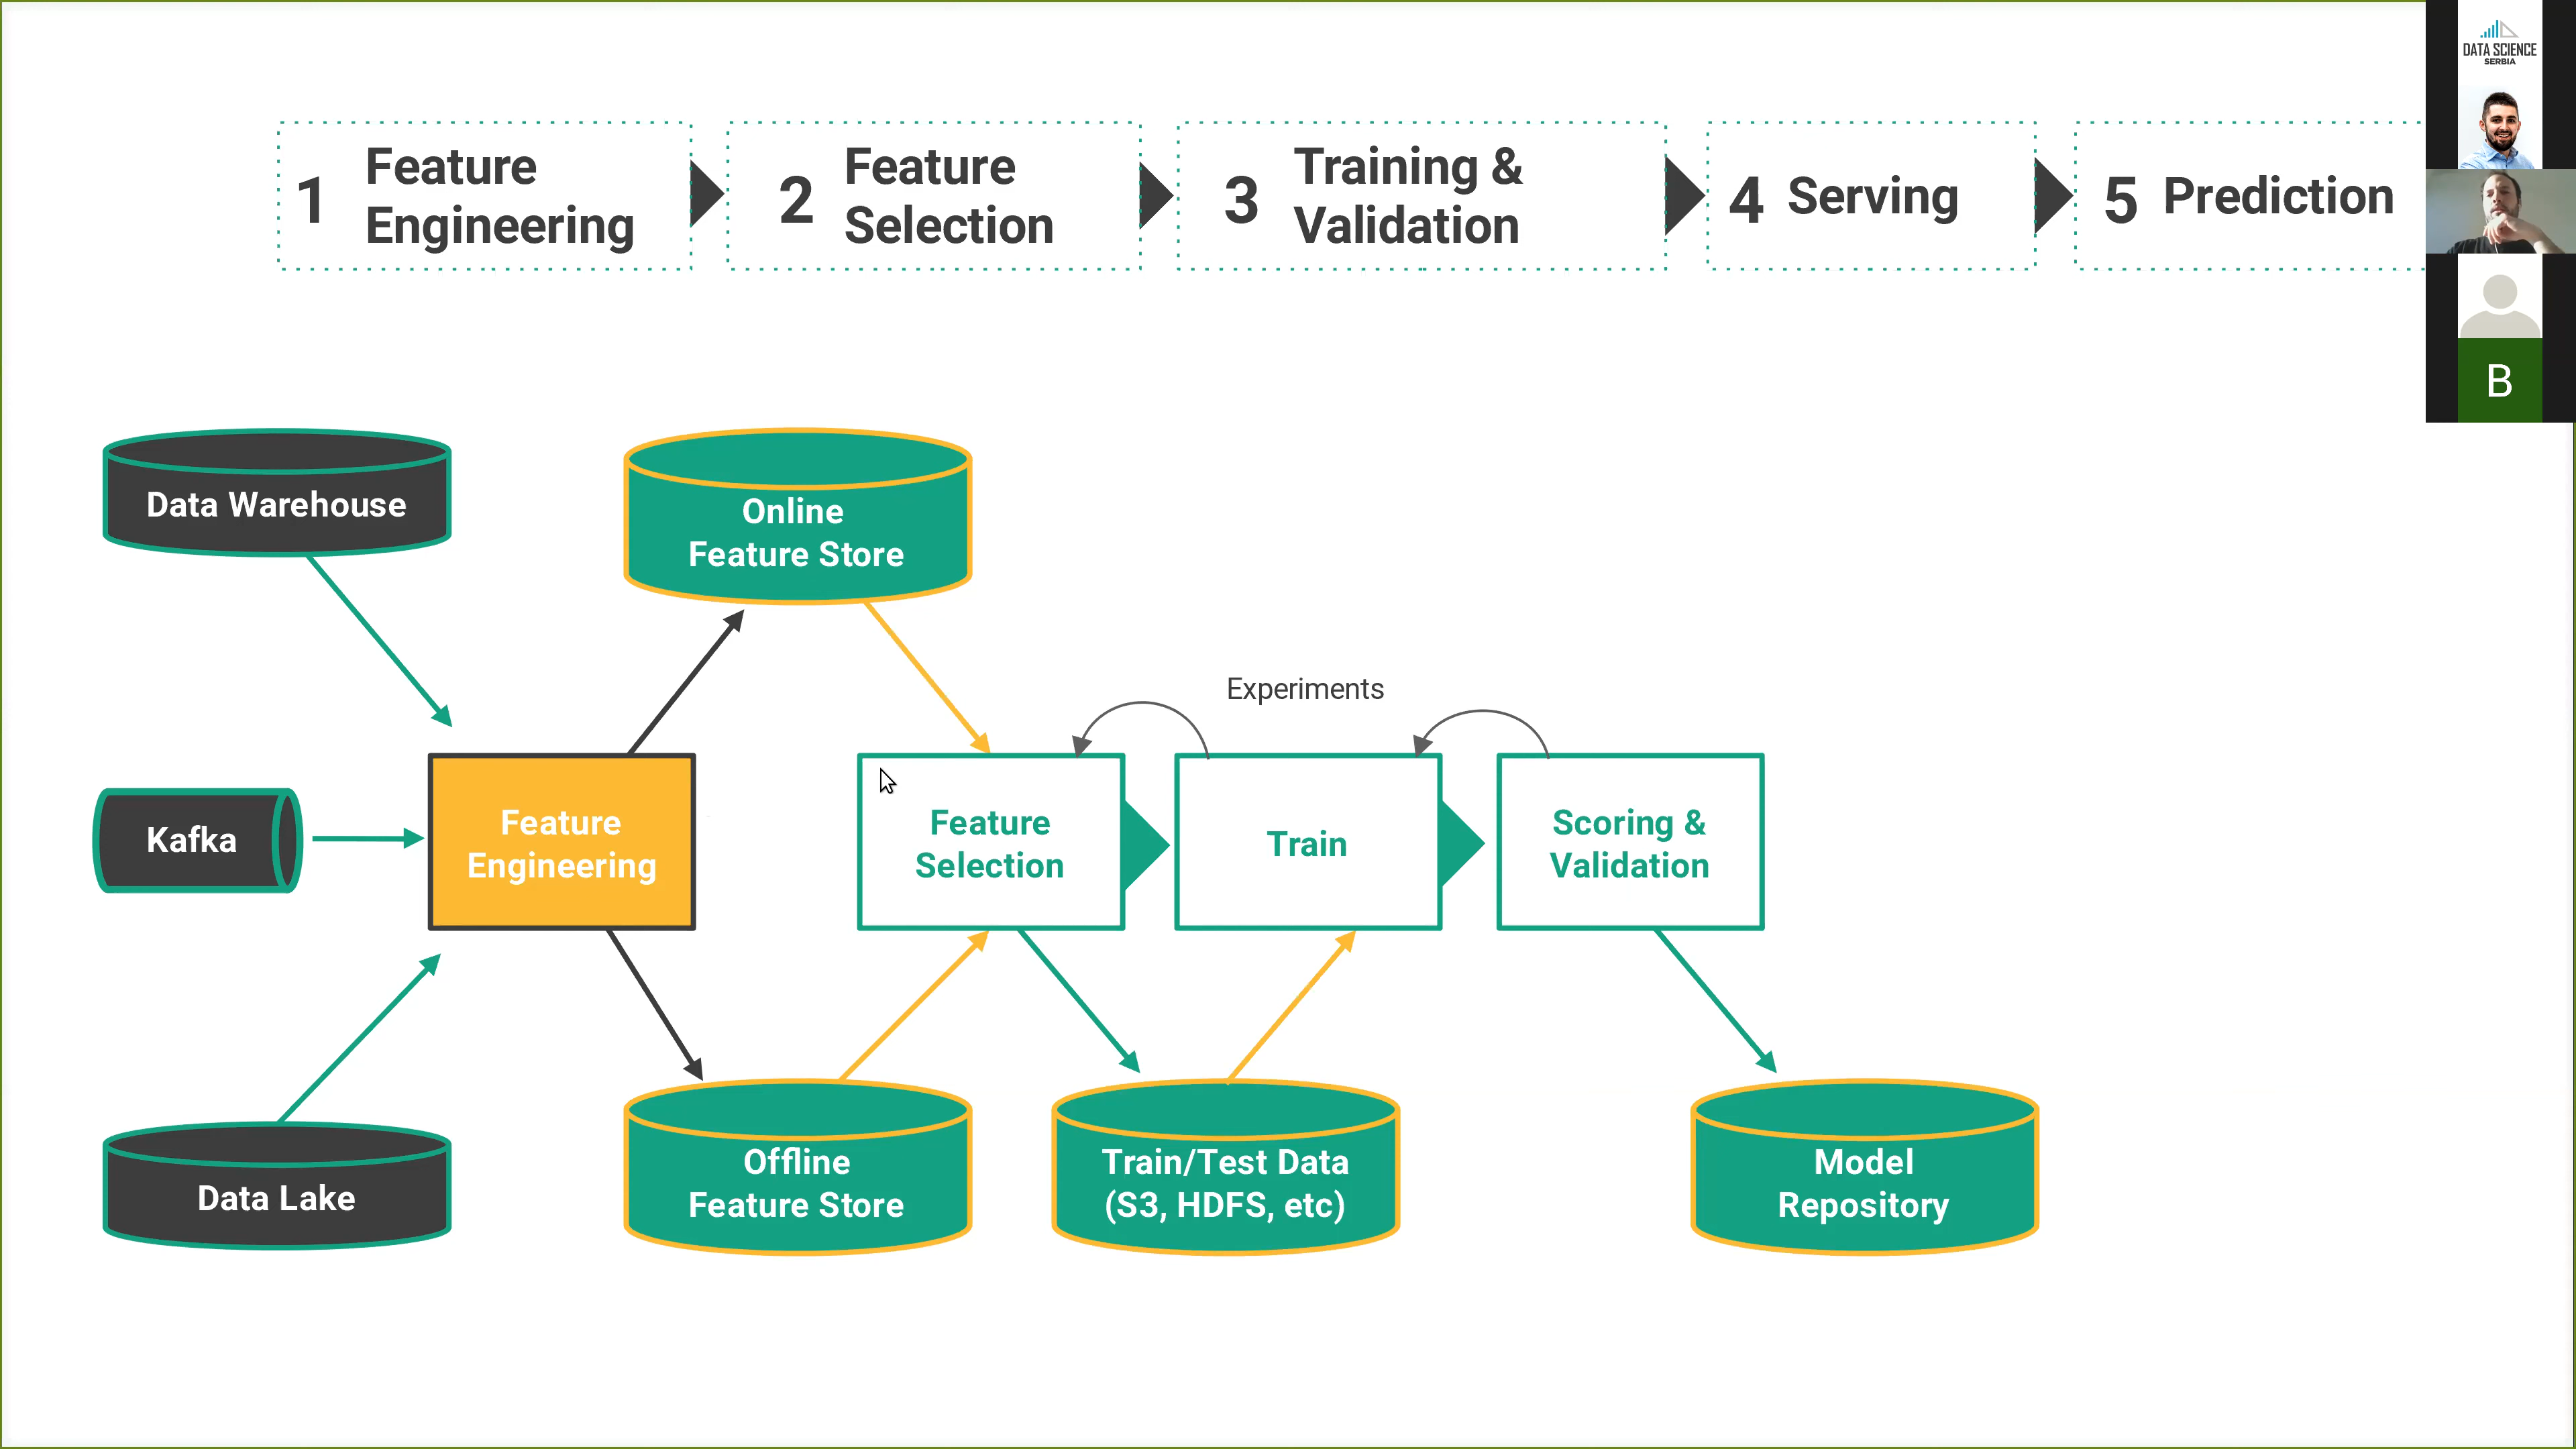 DATA SCIENCE
SERBIA
1
Feature
Engineering
2
Feature
Selection
3
Training &
Validation
4
Serving
5
Prediction
B
Data Warehouse
Online
Feature Store
Experiments
Kafka
Feature
Engineering
Feature
Selection
Train
Scoring &
Validation
Data Lake
Offline
Feature Store
Train/Test Data
(S3, HDFS, etc)
Model
Repository